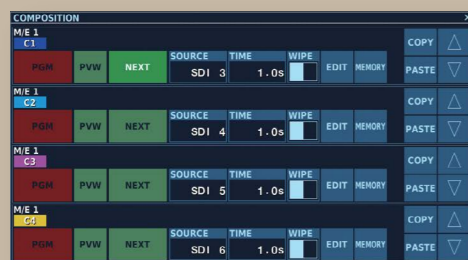 COMPOSITION
M/E 1
C1
COPY
SOURCE TIME WIPE
PGM PVW NEXT SDI 3 1.0s EDIT MEMORY PASTE
M/E 1
C2
COPY
SOURCE TIME WIPE
PGM PVW NEXT SDI 4 1.0s EDIT MEMORY PASTE
M/E 1
C3
COPY
SOURCE TIME WIPE
PGM PVW NEXT SDI 5 1.0s EDIT MEMORY PASTE
M/E 1
C4
COPY
SOURCE TIME WIPE
PGM PVW NEXT SDI 6 1.0s EDIT MEMORY PASTE